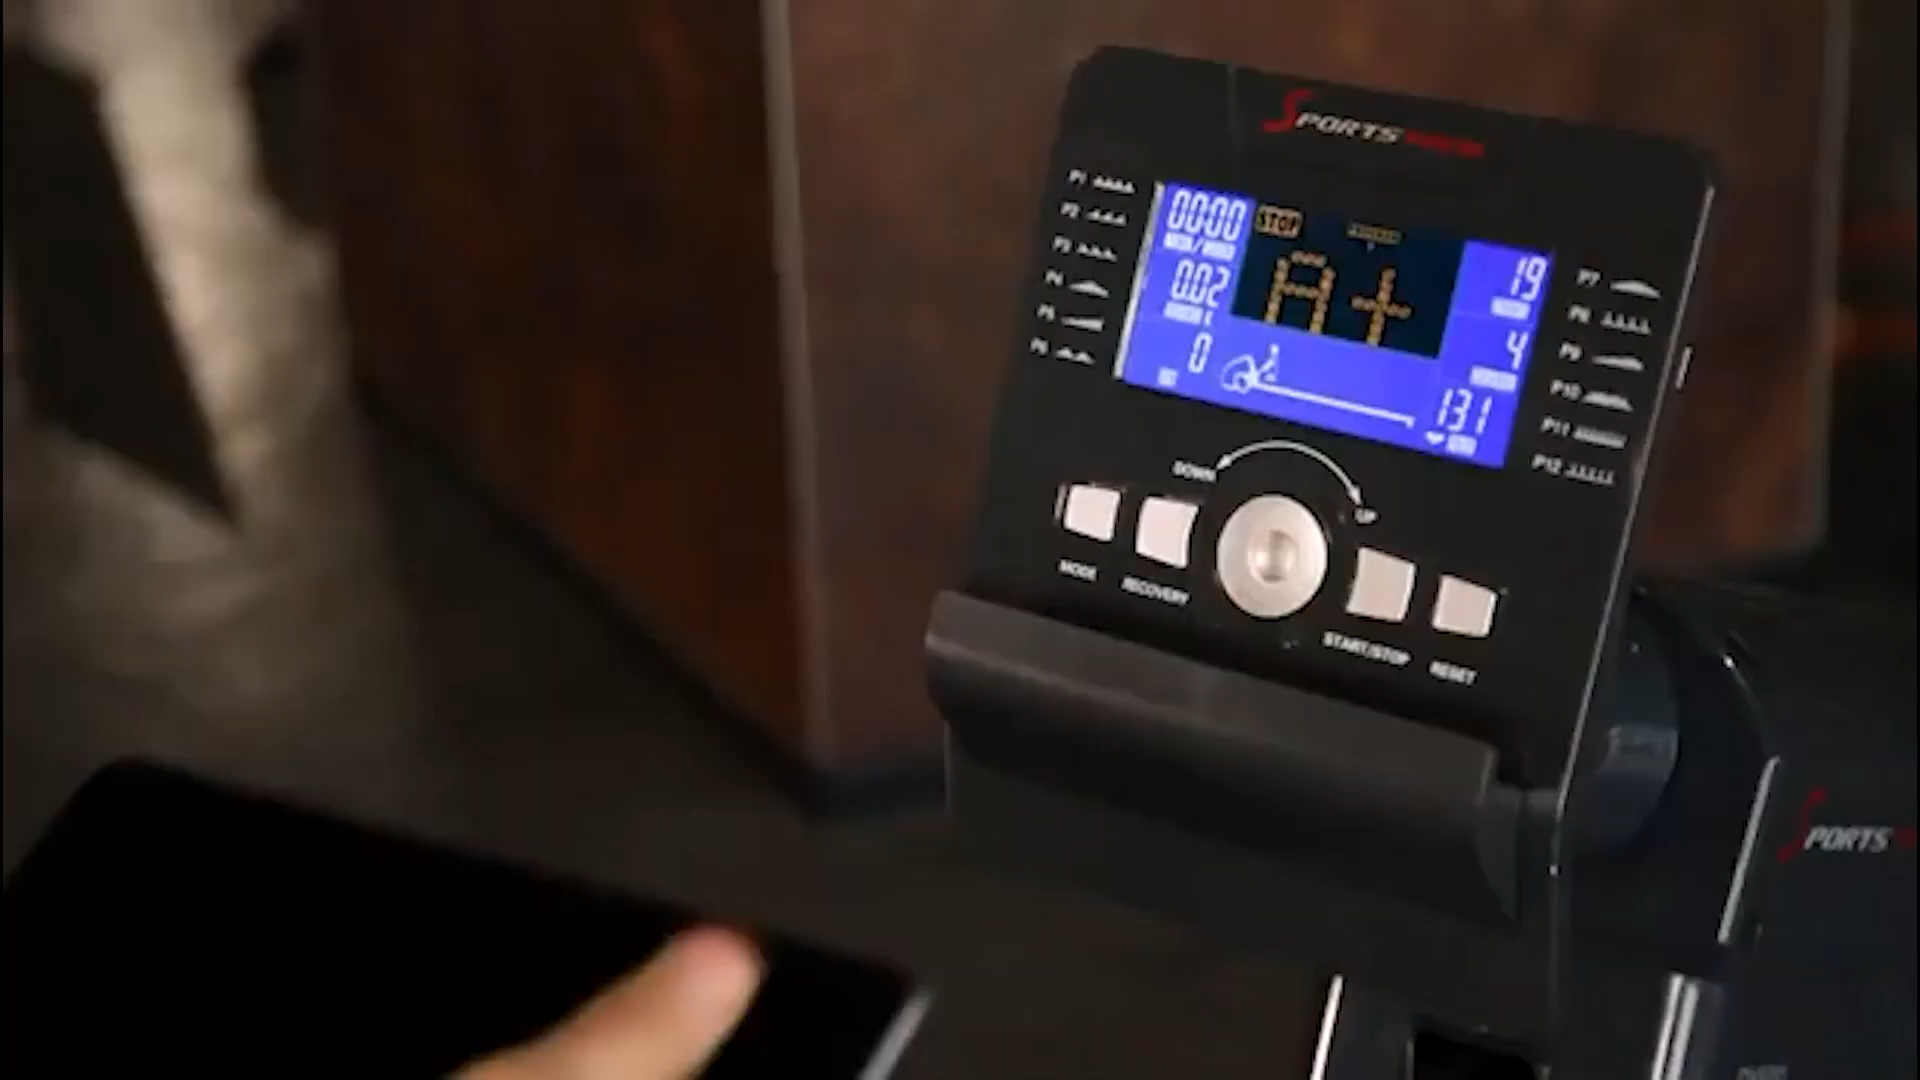 SPORTS
P1
P2
P3
P4
P5
P6
00:00
0.02
0
STOP
A+
19
4
131
P7
P8
P9
P10
P11
P12
DOWN
UP
MODE
RECOVERY
START/STOP
RESET
SPORTS